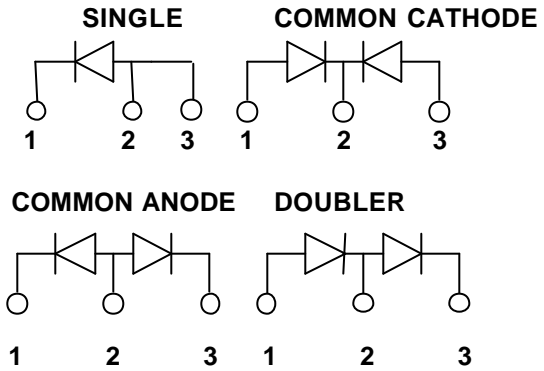 SINGLE COMMON CATHODE
1 2 3 1 2 3
COMMON ANODE DOUBLER
1 2 3 1 2 3